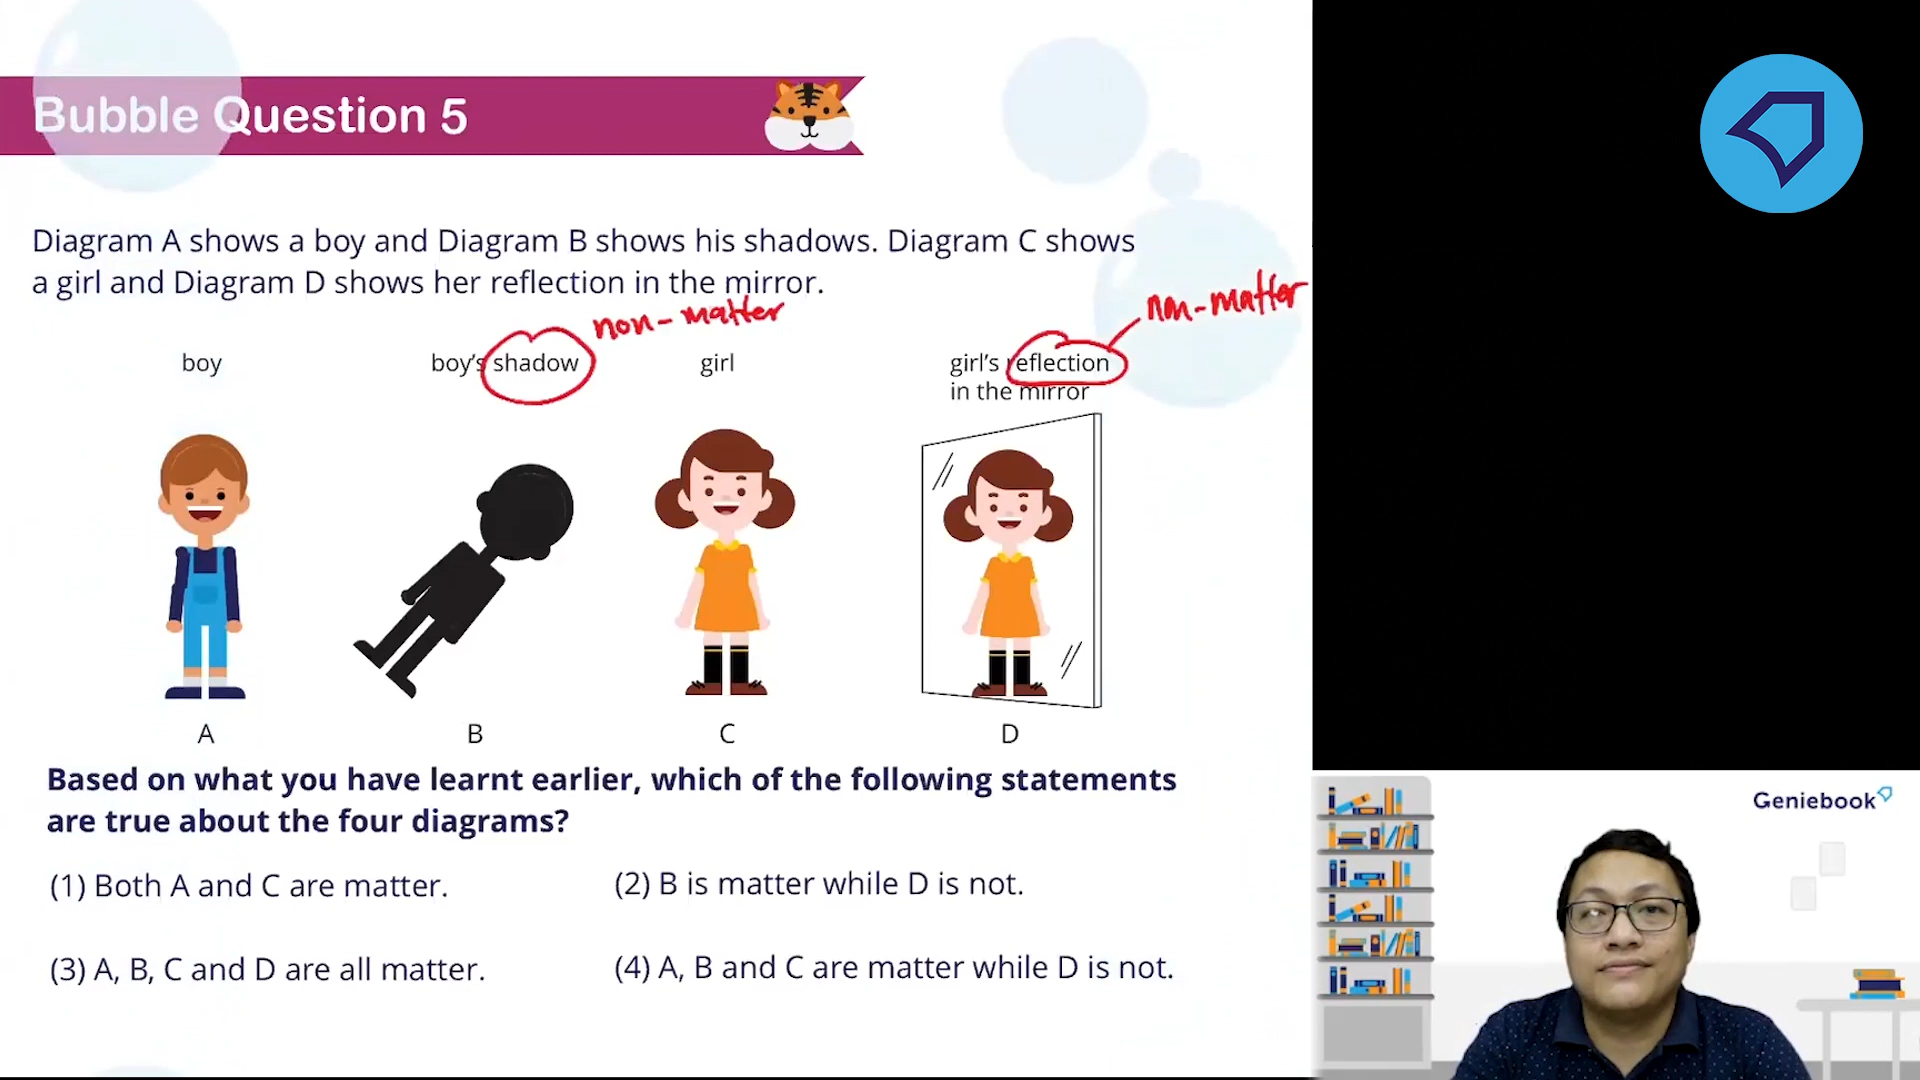 Bubble Question 5
Diagram A shows a boy and Diagram B shows his shadows. Diagram C shows
a girl and Diagram D shows her reflection in the mirror.
non-matter
non-matter
boy
boy's shadow
girl
girl's reflection
in the mirror
A
B
C
D
Based on what you have learnt earlier, which of the following statements
are true about the four diagrams?
(1) Both A and C are matter.
(2) B is matter while D is not.
(3) A, B, C and D are all matter.
(4) A, B and C are matter while D is not.
Geniebook